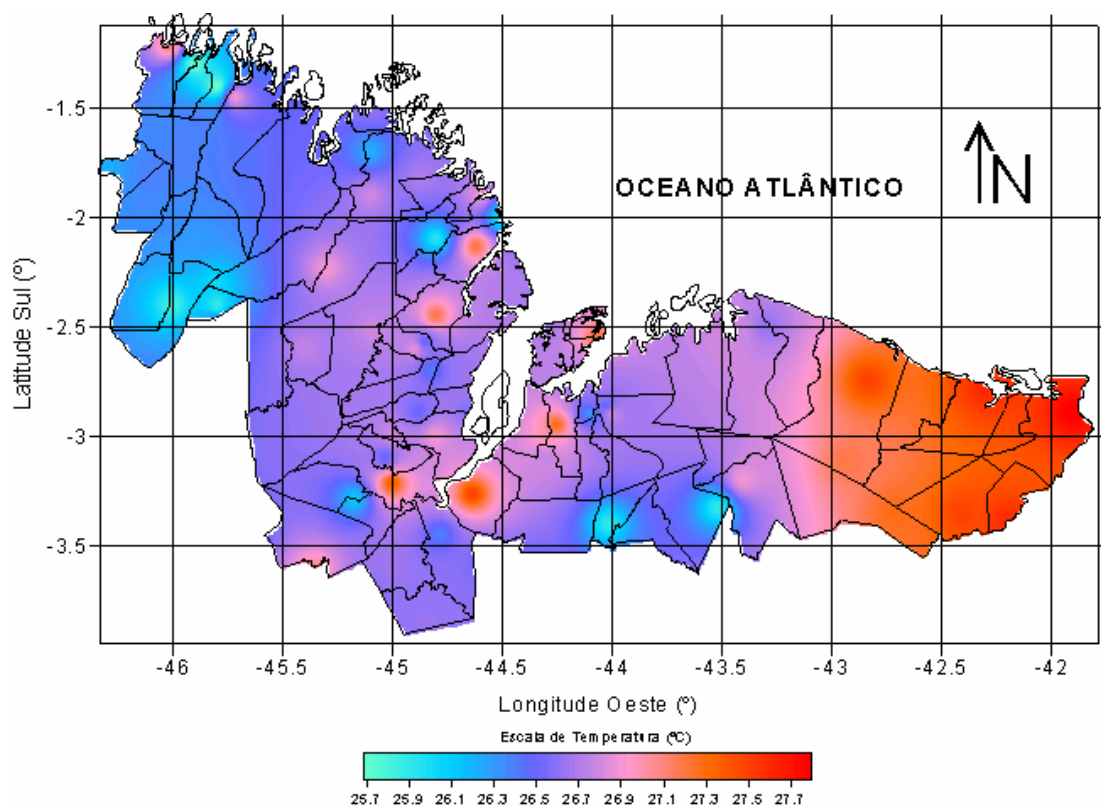 -1.5
-2
-2.5
-3
-3.5
Latitude Sul (º)
OCEANO ATLÂNTICO
N
-46 -45.5 -45 -44.5 -44 -43.5 -43 -42.5 -42
Longitude Oeste (º)
Escala de Temperatura (ºC)
25.7 25.9 26.1 26.3 26.5 26.7 26.9 27.1 27.3 27.5 27.7